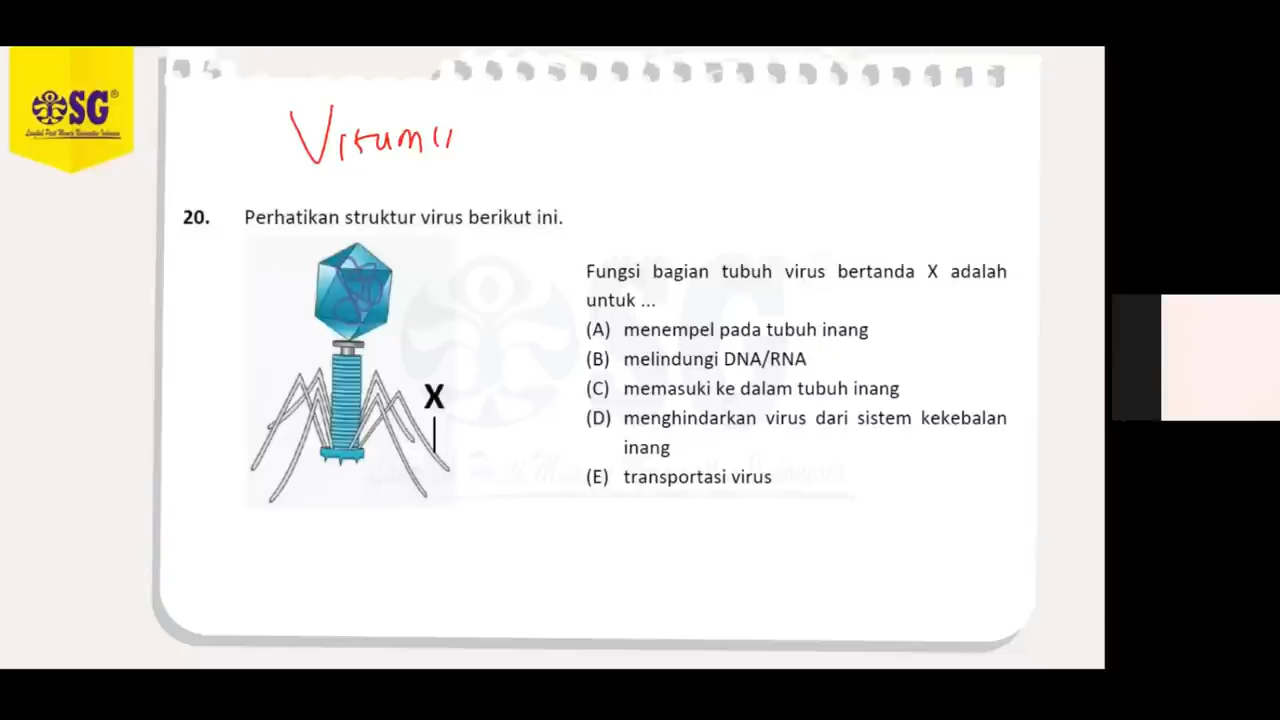 SG®
20. Perhatikan struktur virus berikut ini.
X
Fungsi bagian tubuh virus bertanda X adalah
untuk ...
(A) menempel pada tubuh inang
(B) melindungi DNA/RNA
(C) memasuki ke dalam tubuh inang
(D) menghindarkan virus dari sistem kekebalan
inang
(E) transportasi virus